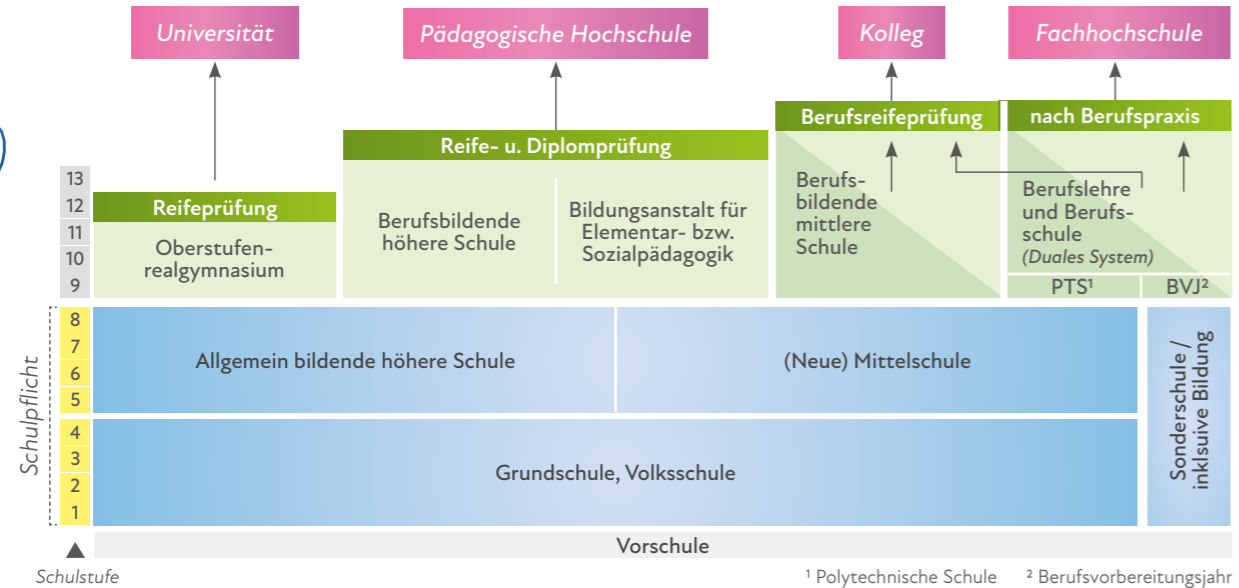 Universität
Pädagogische Hochschule
Kolleg
Fachhochschule
Berufsreifeprüfung
nach Berufspraxis
Reife- u. Diplomprüfung
Reifeprüfung
Oberstufen-
realgymnasium
Berufsbildende
höhere Schule
Bildungsanstalt für
Elementar- bzw.
Sozialpädagogik
Berufs-
bildende
mittlere
Schule
Berufslehre
und Berufs-
schule
(Duales System)
PTS¹
BVJ²
13
12
11
10
9
8
7
6
5
4
3
2
1
Schulpflicht
Allgemein bildende höhere Schule
(Neue) Mittelschule
Grundschule, Volksschule
Sonderschule /
inklsuive Bildung
Vorschule
Schulstufe
¹ Polytechnische Schule
² Berufsvorbereitungsjahr